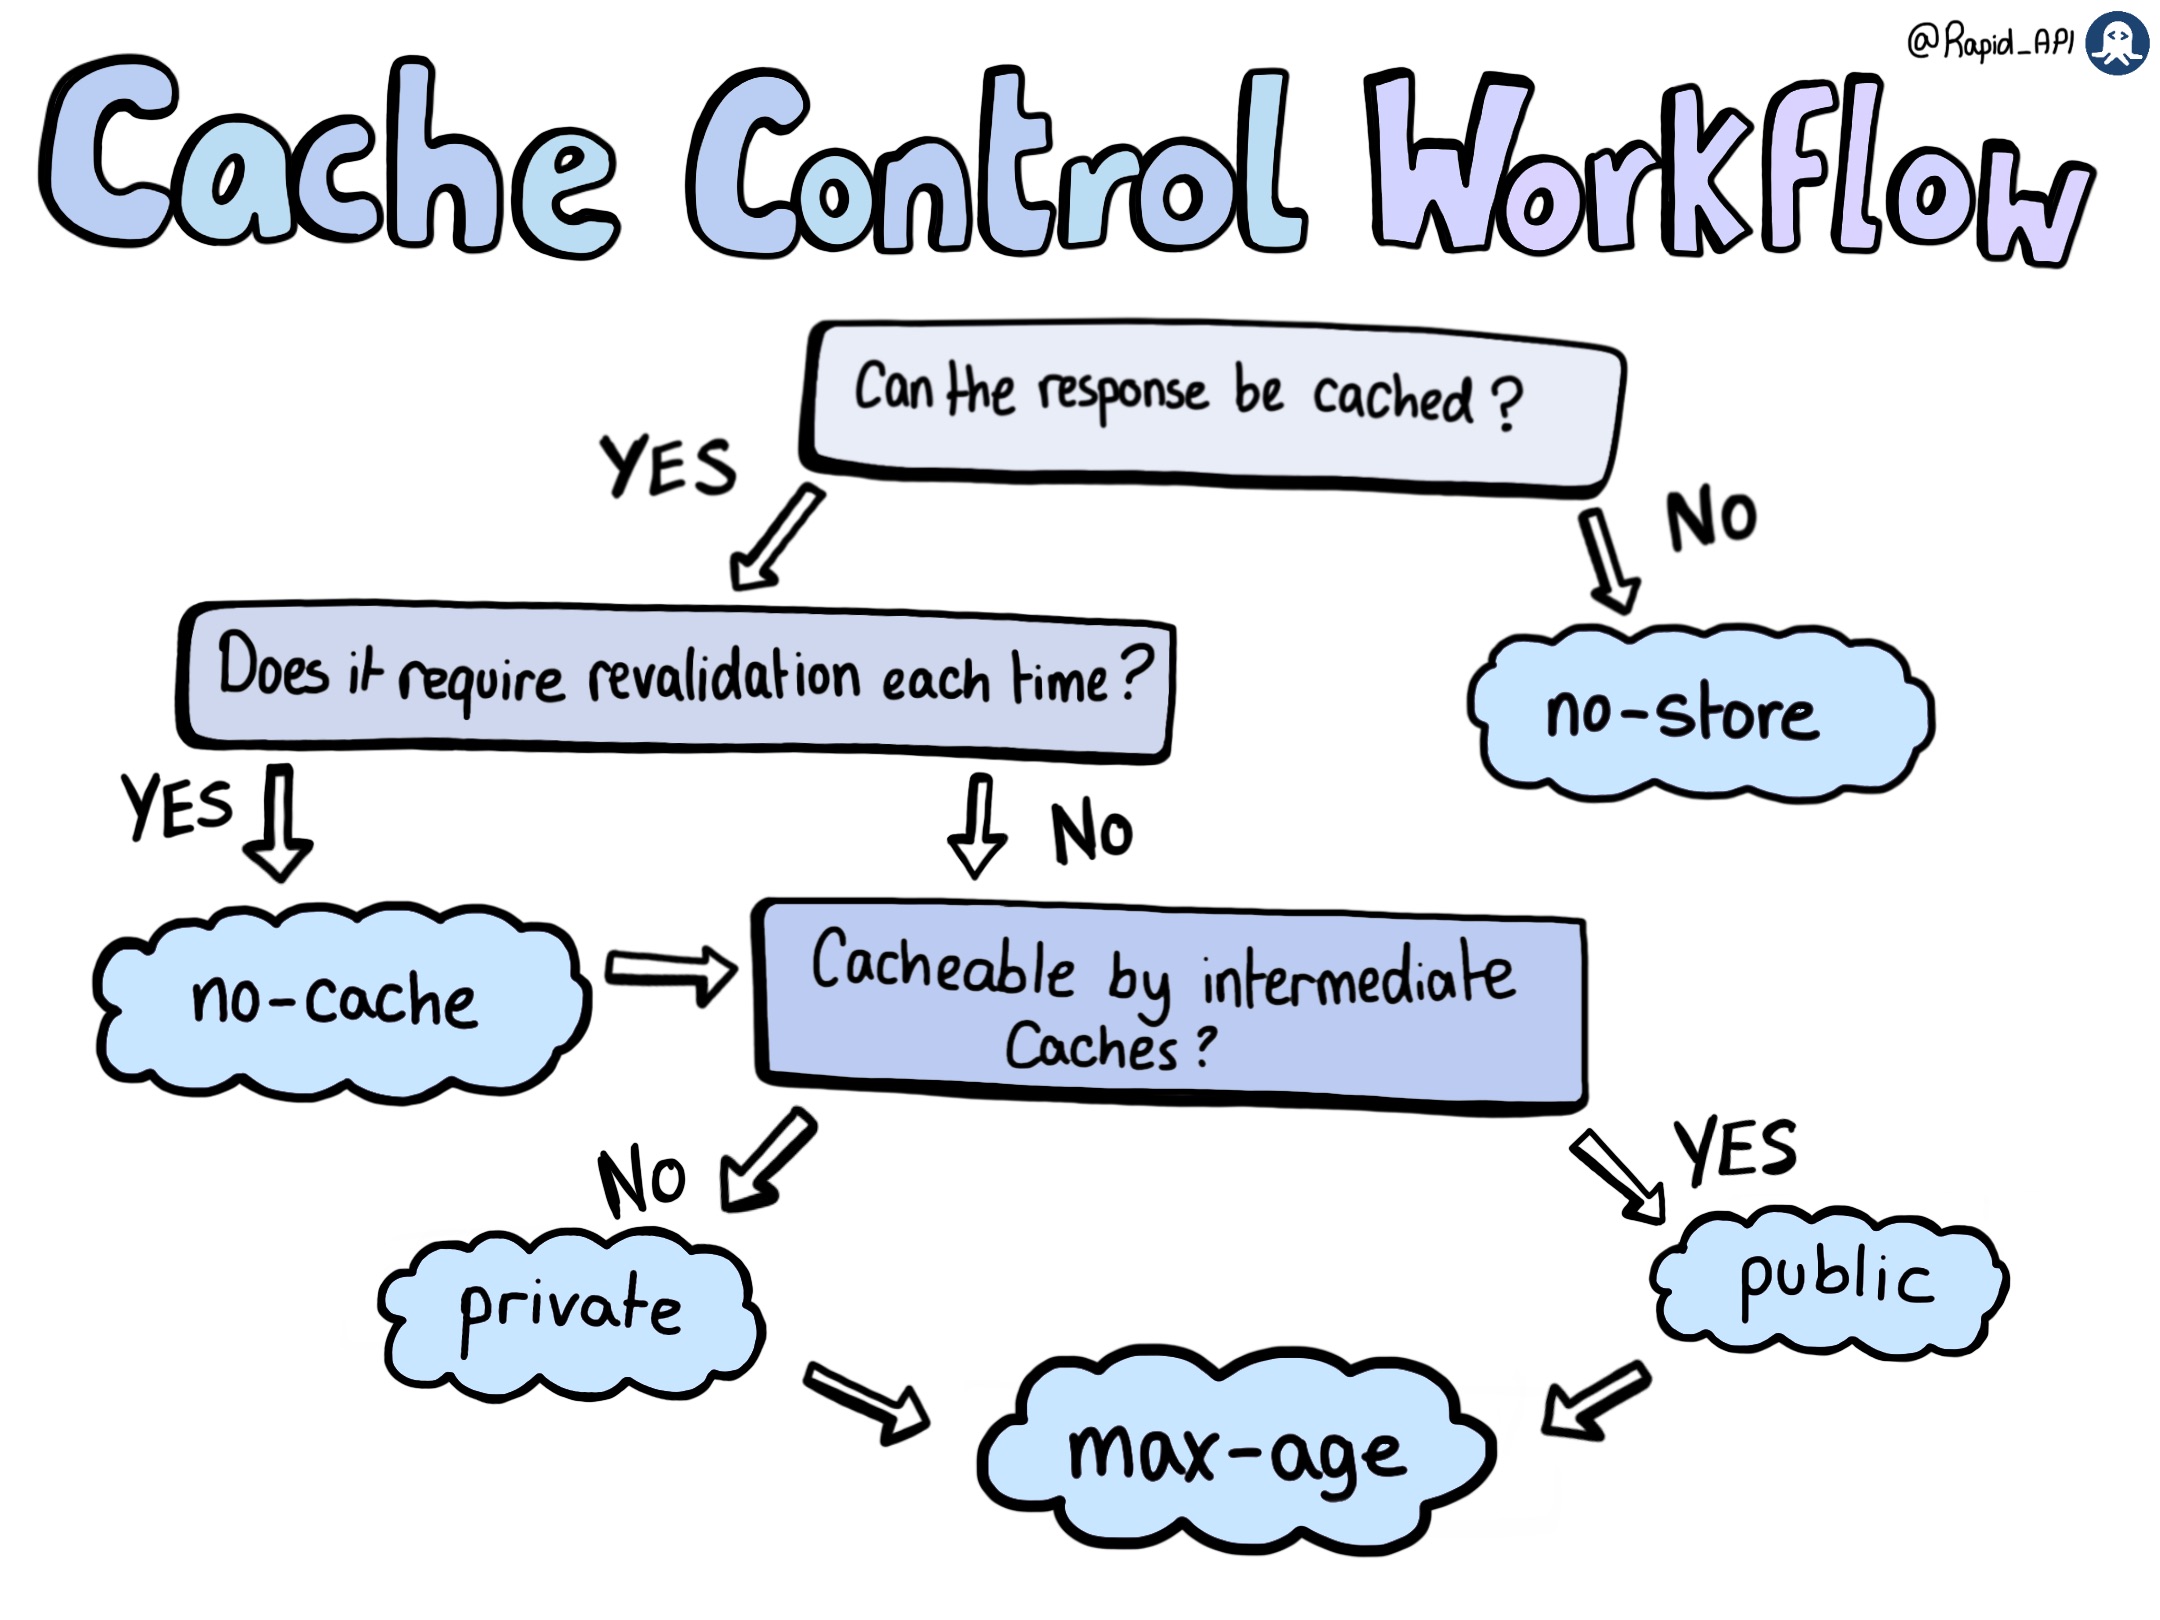 @Rapid_API
Cache Control Workflow
Can the response be cached?
YES
NO
Does it require revalidation each time?
no-store
YES
NO
no-cache
Cacheable by intermediate
Caches?
NO
YES
private
public
max-age